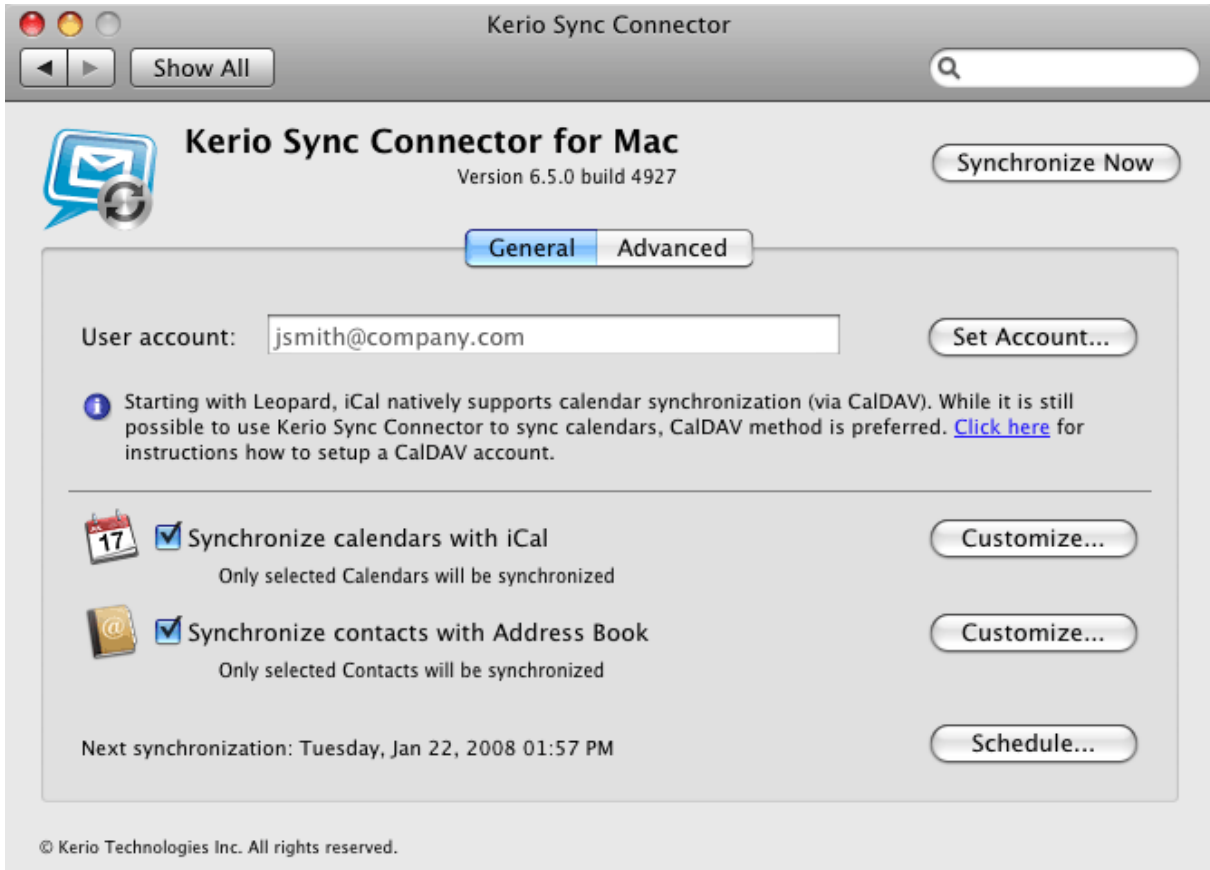 Kerio Sync Connector
Show All
Kerio Sync Connector for Mac
Version 6.5.0 build 4927
Synchronize Now
General Advanced
User account: jsmith@company.com Set Account...
Starting with Leopard, iCal natively supports calendar synchronization (via CalDAV). While it is still
possible to use Kerio Sync Connector to sync calendars, CalDAV method is preferred. Click here for
instructions how to setup a CalDAV account.
17
Synchronize calendars with iCal Customize...
Only selected Calendars will be synchronized
@
Synchronize contacts with Address Book Customize...
Only selected Contacts will be synchronized
Next synchronization: Tuesday, Jan 22, 2008 01:57 PM Schedule...
© Kerio Technologies Inc. All rights reserved.